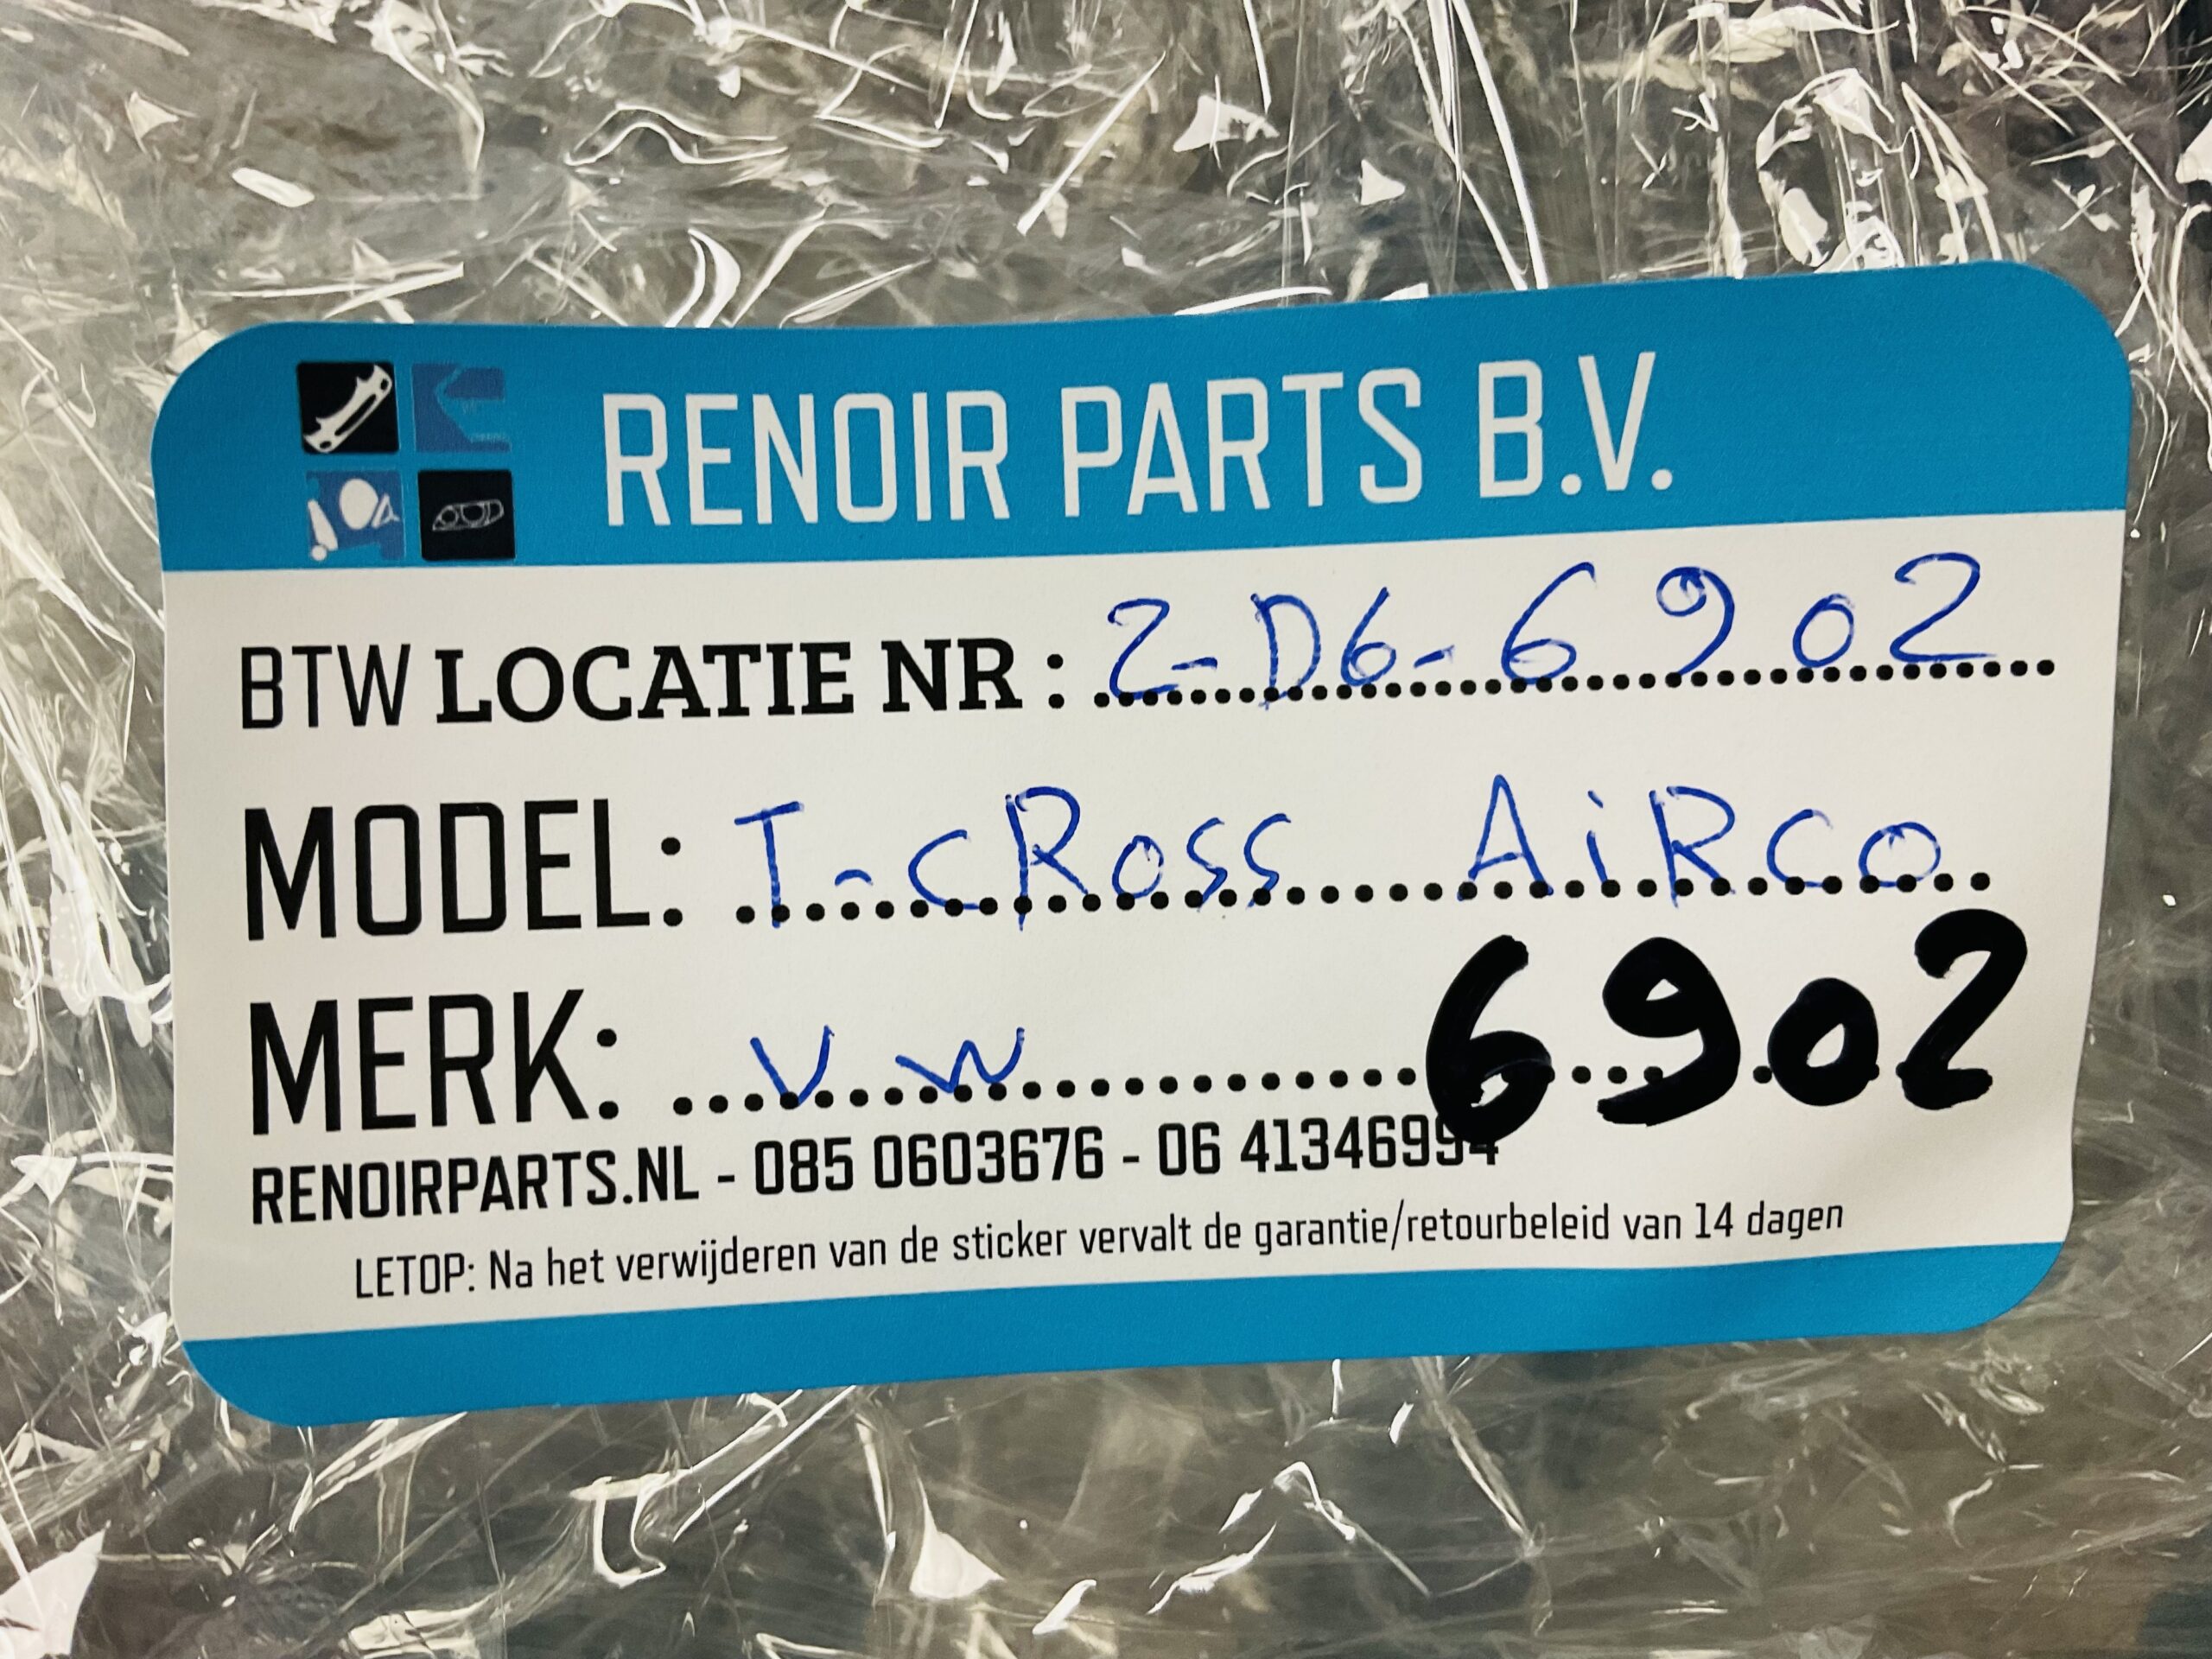 RENOIR PARTS B.V.
BTW LOCATIE NR : 2-D6-6902
MODEL: T-CROSS AiRCO
MERK: VW 6902
RENOIRPARTS.NL - 085 0603676 - 06 41346994
LETOP: Na het verwijderen van de sticker vervalt de garantie/retourbeleid van 14 dagen